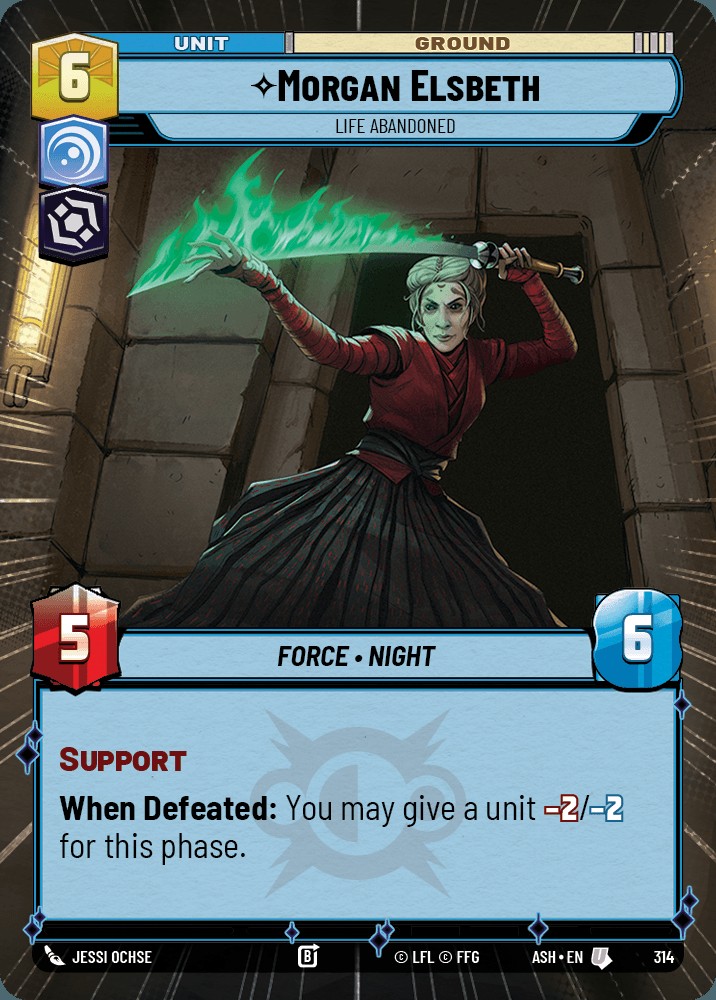 UNIT
GROUND
6
✧MORGAN ELSBETH
LIFE ABANDONED
5
FORCE • NIGHT
6
SUPPORT
When Defeated: You may give a unit -2/-2
for this phase.
JESSI OCHSE
B
© LFL © FFG
ASH • EN
U
314